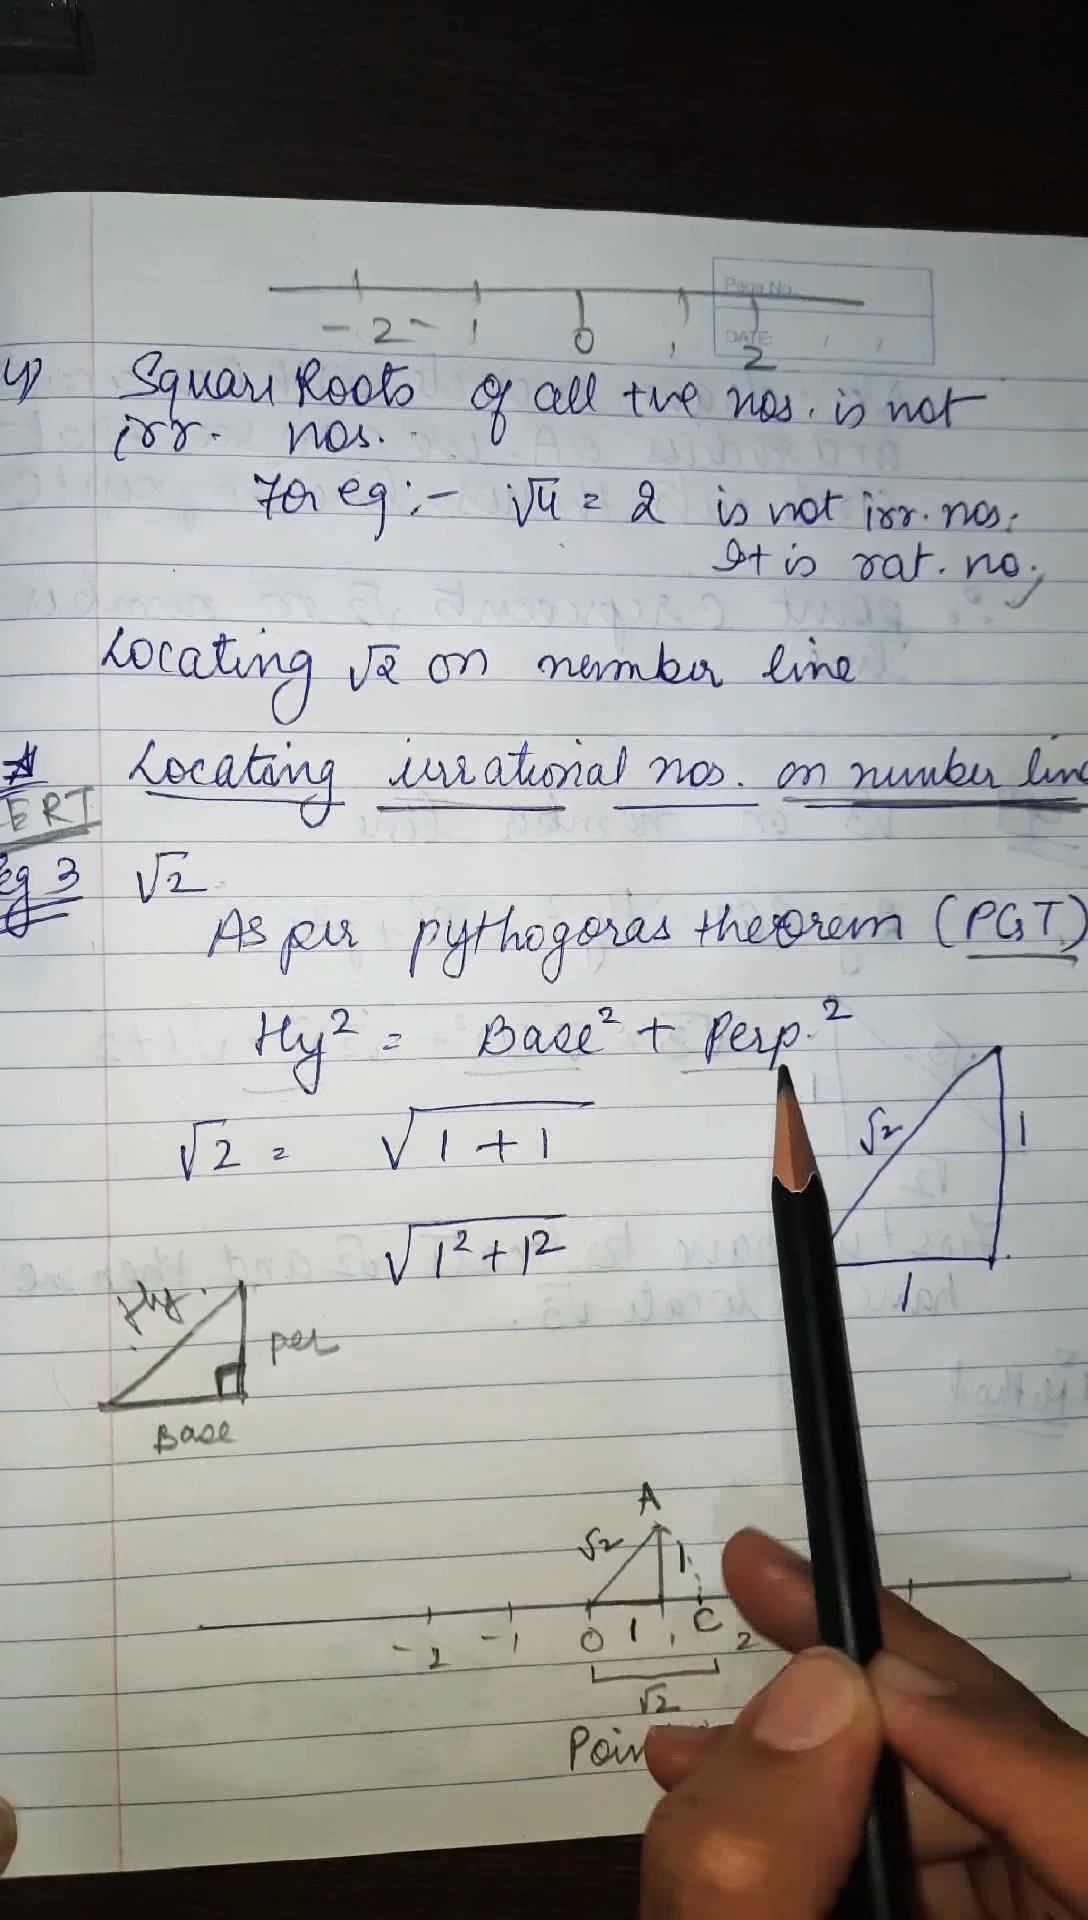 Page No.
DATE: / /
-2 -1 0 1 2
4) Square Roots of all +ve nos. is not
irr. nos.
For eg:- √4 = 2 is not irr. nos.
It is rat. no.
Locating √2 on number line
Locating irrational nos. on number line
ERT
eg 3 √2
As per pythogoras theorem (PGT)
Hy² = Base² + Perp.²
√2 = √1+1
√1²+1²
√2 1
1
Hy.
per
Base
A
√2 1
-2 -1 0 1 1 C 2
√2
Poin